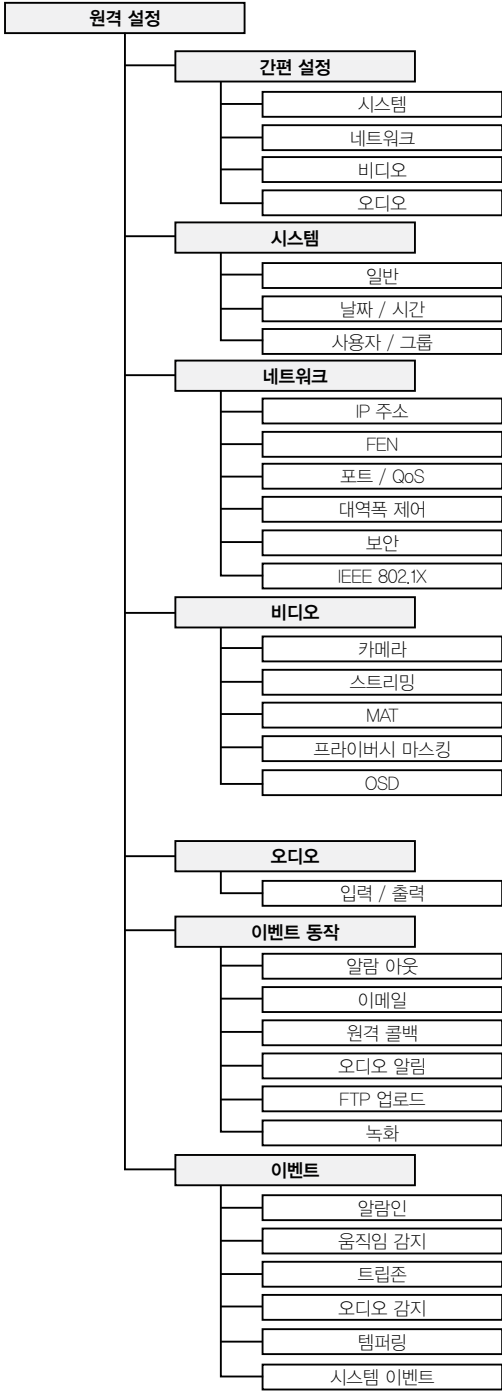 원격 설정
간편 설정
시스템
네트워크
비디오
오디오
시스템
일반
날짜 / 시간
사용자 / 그룹
네트워크
IP 주소
FEN
포트 / QoS
대역폭 제어
보안
IEEE 802.1X
비디오
카메라
스트리밍
MAT
프라이버시 마스킹
OSD
오디오
입력 / 출력
이벤트 동작
알람 아웃
이메일
원격 콜백
오디오 알림
FTP 업로드
녹화
이벤트
알람인
움직임 감지
트립존
오디오 감지
템퍼링
시스템 이벤트